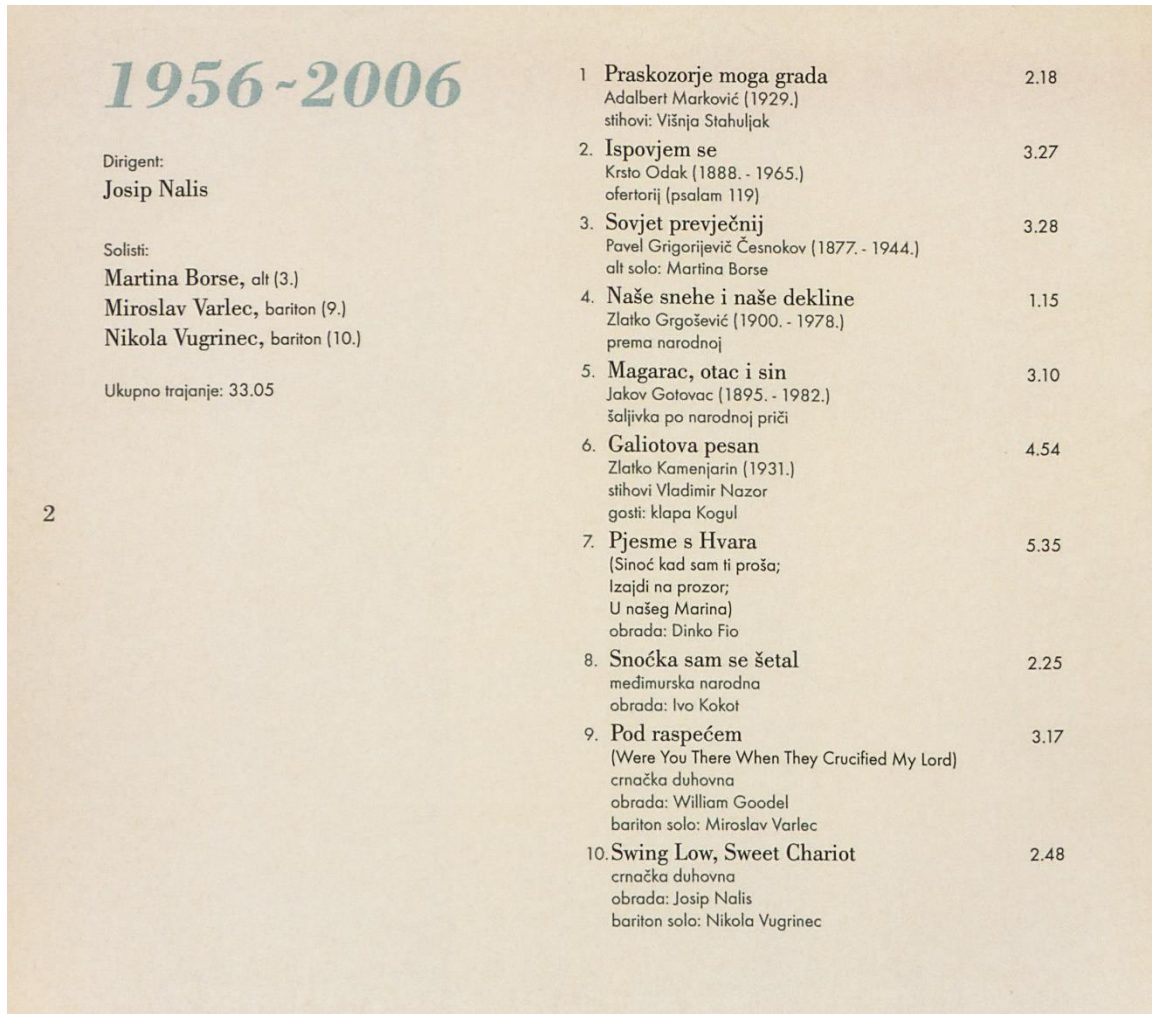 1956~2006
Dirigent:
Josip Nalis
Solisti:
Martina Borse, alt (3.)
Miroslav Varlec, bariton (9.)
Nikola Vugrinec, bariton (10.)
Ukupno trajanje: 33.05
2
1 Praskozorje moga grada 2.18
Adalbert Marković (1929.)
stihovi: Višnja Stahuljak
2. Ispovjem se 3.27
Krsto Odak (1888. - 1965.)
ofertorij (psalam 119)
3. Sovjet prevječnij 3.28
Pavel Grigorijevič Česnokov (1877. - 1944.)
alt solo: Martina Borse
4. Naše snehe i naše dekline 1.15
Zlatko Grgošević (1900. - 1978.)
prema narodnoj
5. Magarac, otac i sin 3.10
Jakov Gotovac (1895. - 1982.)
šaljivka po narodnoj priči
6. Galiotova pesan 4.54
Zlatko Kamenjarin (1931.)
stihovi Vladimir Nazor
gosti: klapa Kogul
7. Pjesme s Hvara 5.35
(Sinoć kad sam ti proša;
Izajdi na prozor;
U našeg Marina)
obrada: Dinko Fio
8. Snoćka sam se šetal 2.25
međimurska narodna
obrada: Ivo Kokot
9. Pod raspećem 3.17
(Were You There When They Crucified My Lord)
crnačka duhovna
obrada: William Goodel
bariton solo: Miroslav Varlec
10. Swing Low, Sweet Chariot 2.48
crnačka duhovna
obrada: Josip Nalis
bariton solo: Nikola Vugrinec